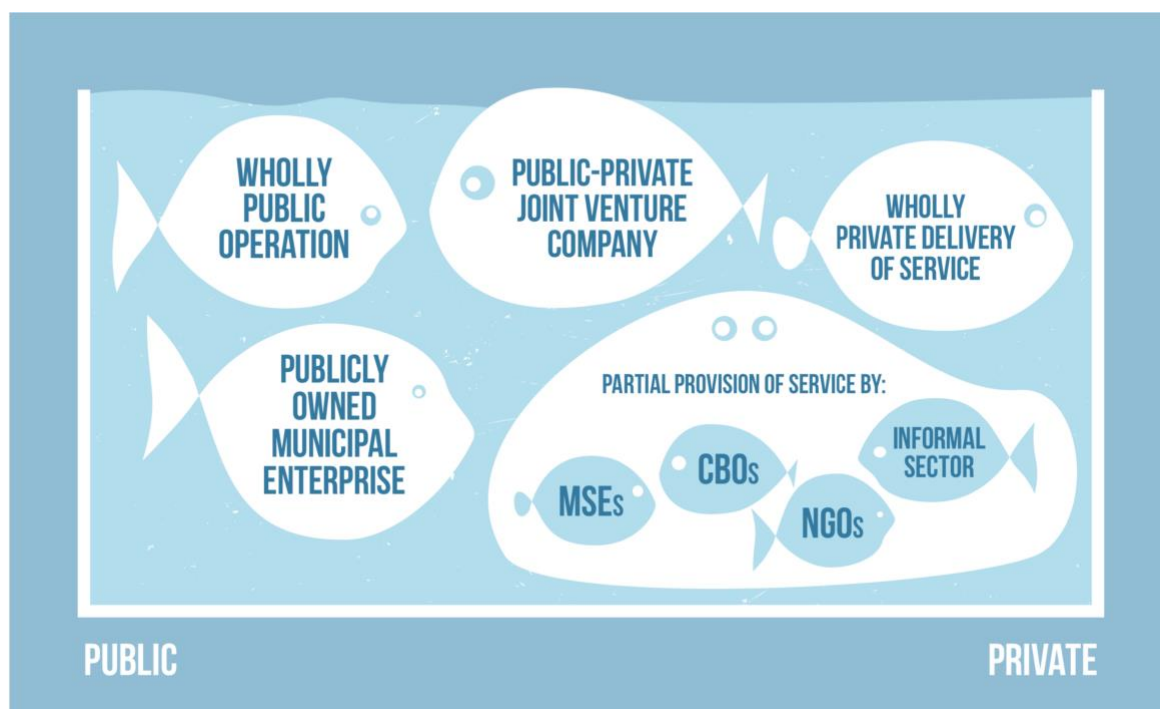 WHOLLY
PUBLIC
OPERATION
PUBLIC-PRIVATE
JOINT VENTURE
COMPANY
WHOLLY
PRIVATE DELIVERY
OF SERVICE
PUBLICLY
OWNED
MUNICIPAL
ENTERPRISE
PARTIAL PROVISION OF SERVICE BY:
MSEs
CBOs
NGOs
INFORMAL
SECTOR
PUBLIC
PRIVATE